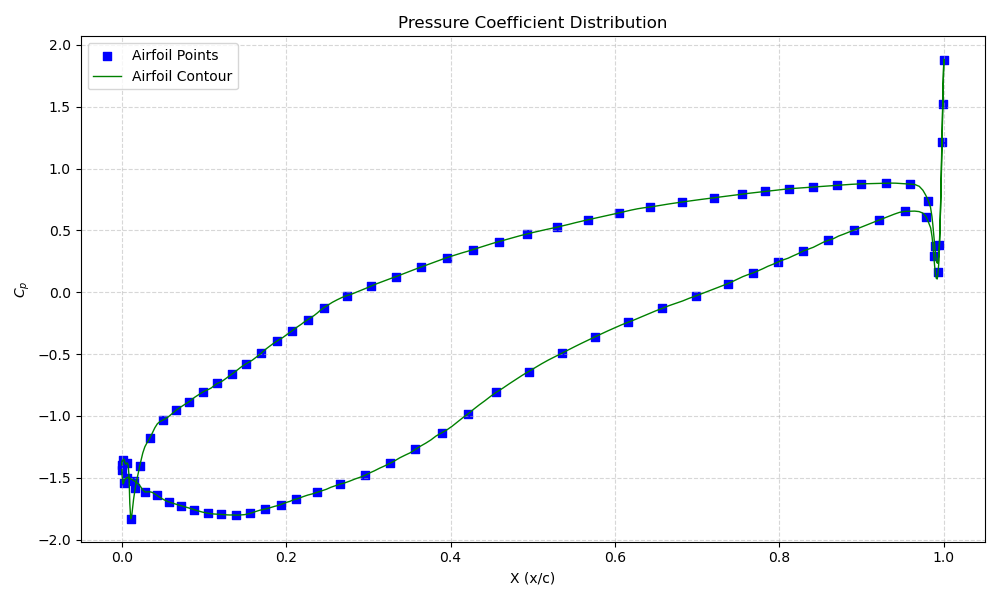 Pressure Coefficient Distribution
Airfoil Points
Airfoil Contour
2.0
1.5
1.0
0.5
0.0
−0.5
−1.0
−1.5
−2.0
Cp
0.0 0.2 0.4 0.6 0.8 1.0
X (x/c)